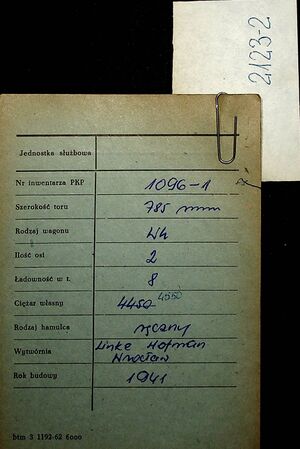 2123-2
Jednostka służbowa
Nr inwentarza PKP 1096-1
Szerokość toru 785 mm
Rodzaj wagonu Wh
Ilość osi 2
Ładowność w t. 8
Ciężar własny 4450 4550
Rodzaj hamulca ręczny
Wytwórnia Linke Hofman Wrocław
Rok budowy 1941
btm 3 1192-62 6000